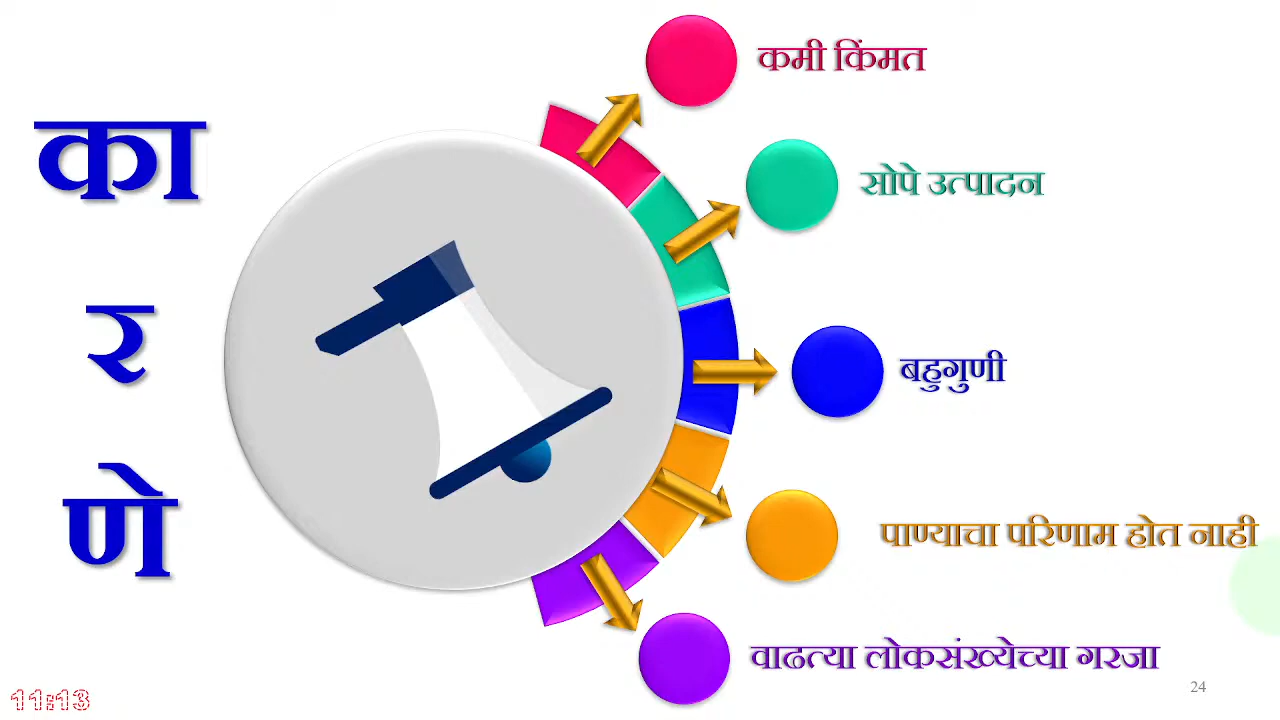 का
र
णे
कमी किंमत
सोपे उत्पादन
बहुगुणी
पाण्याचा परिणाम होत नाही
वाढत्या लोकसंख्येच्या गरजा
11:13
24